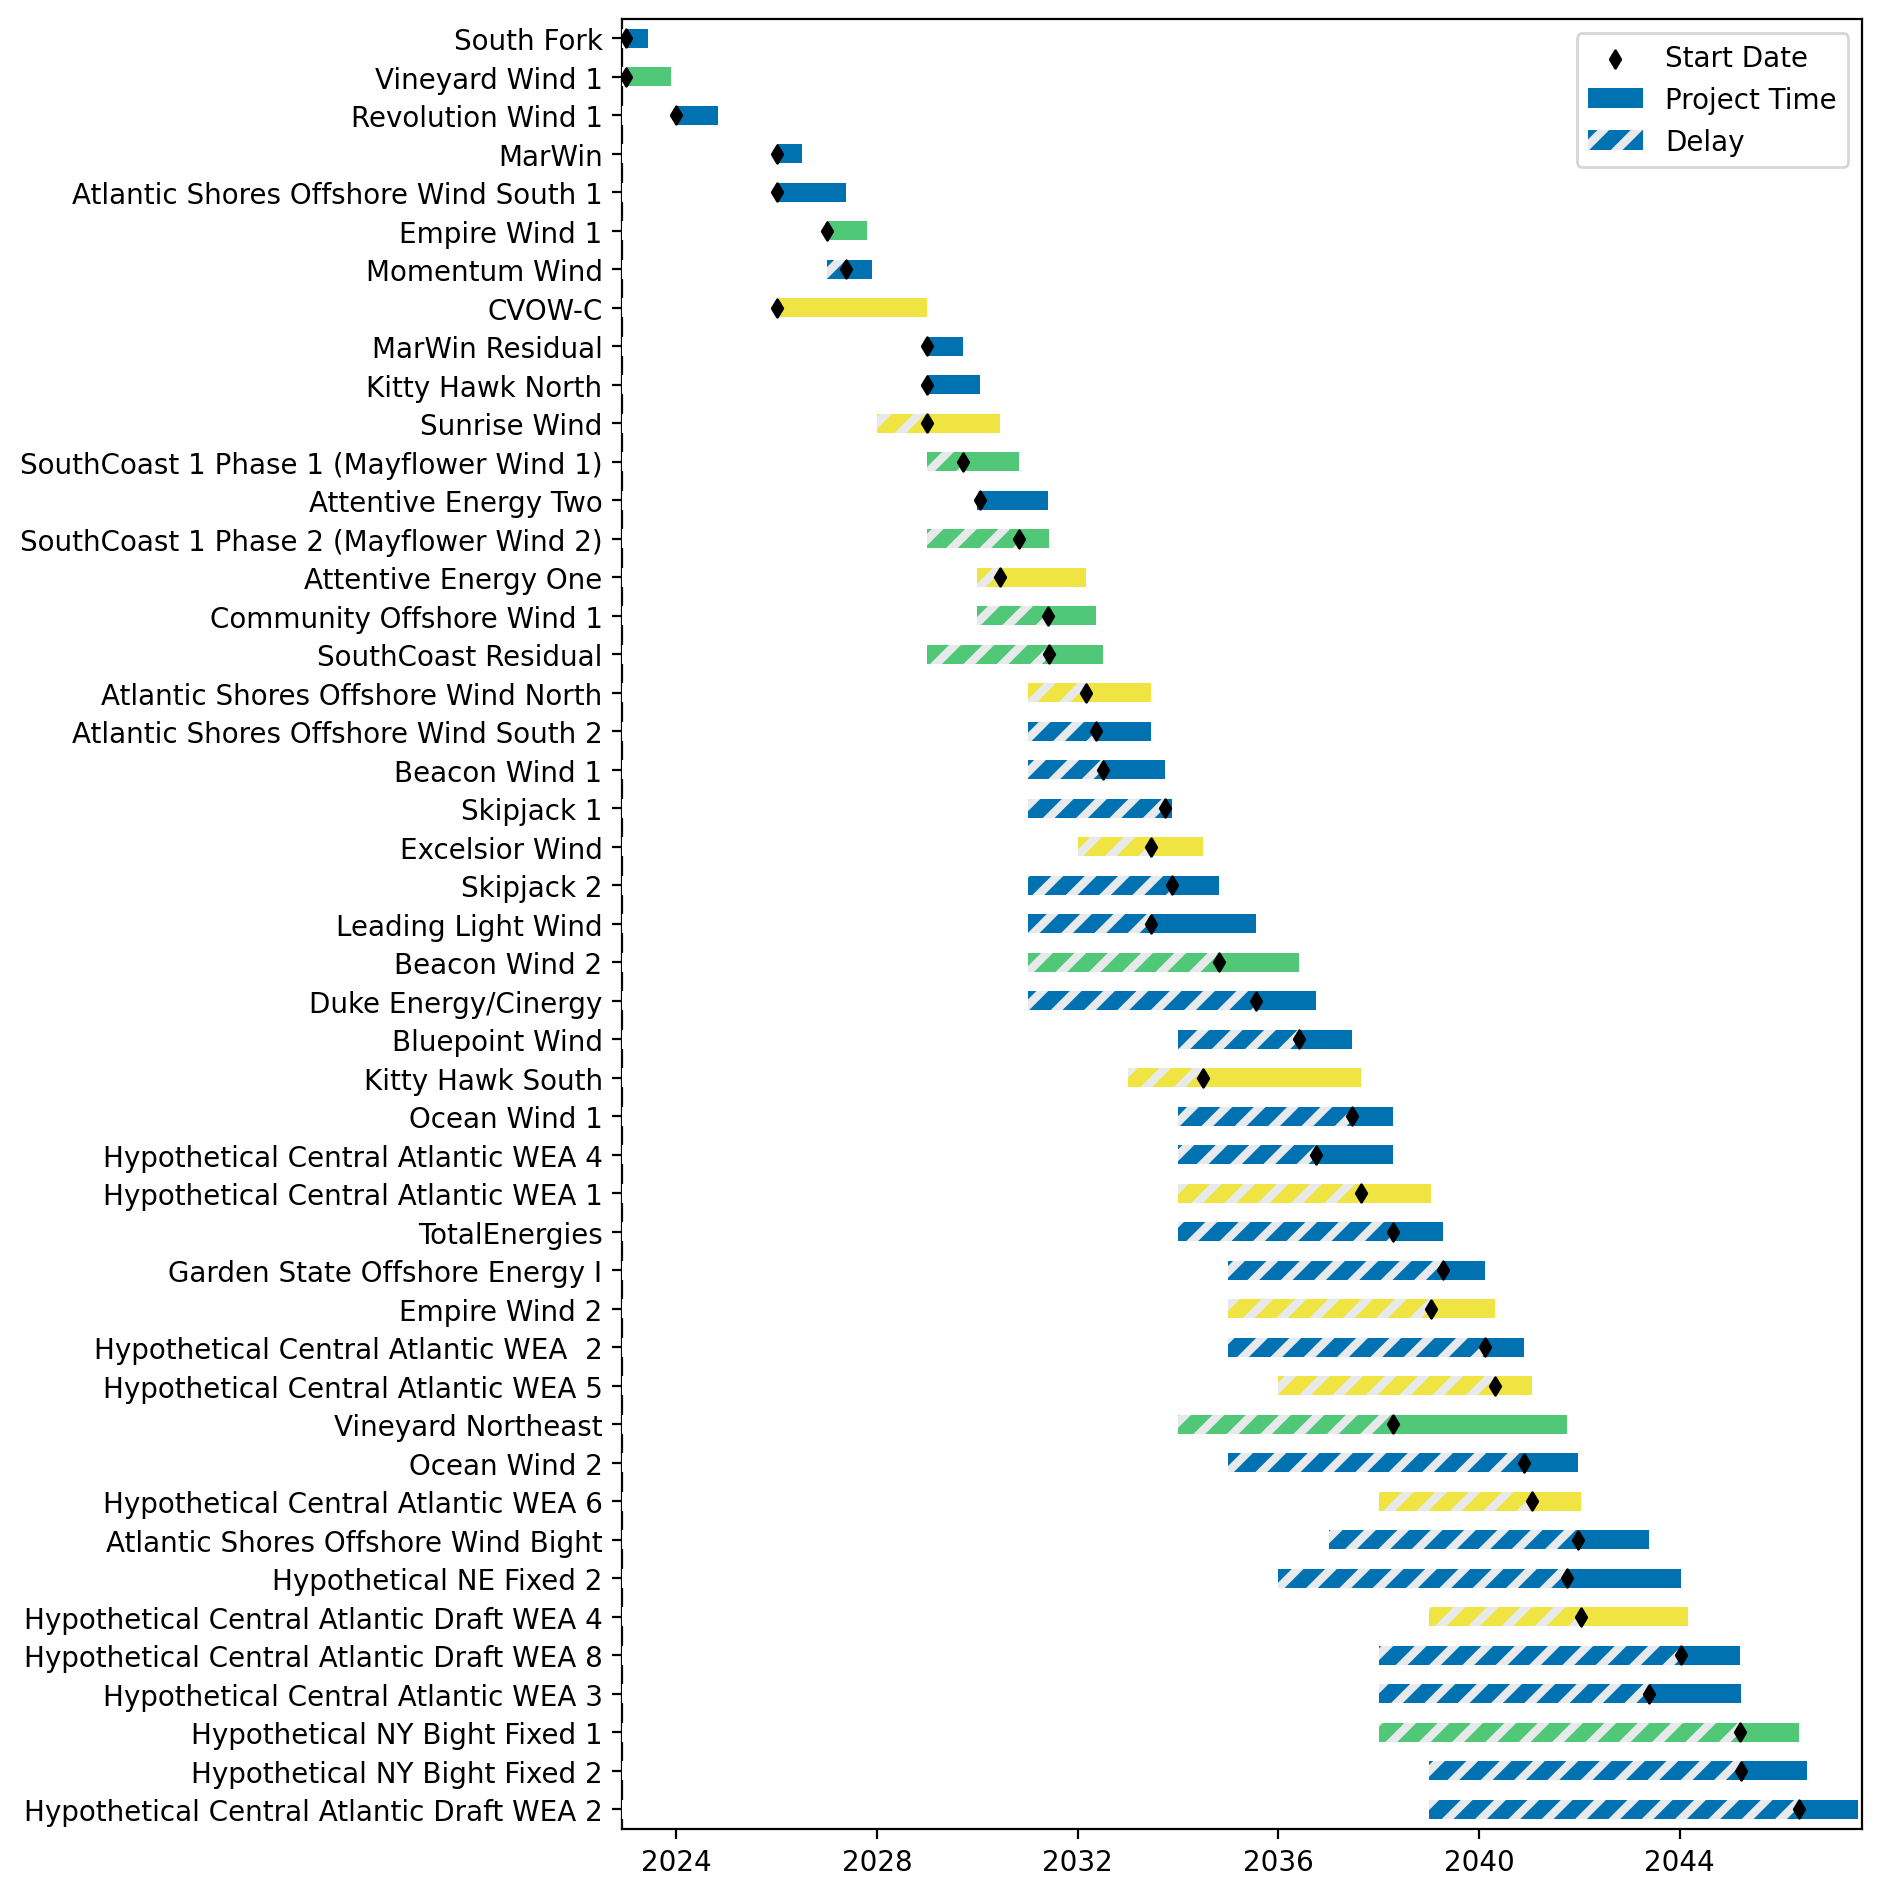 South Fork
Vineyard Wind 1
Revolution Wind 1
MarWin
Atlantic Shores Offshore Wind South 1
Empire Wind 1
Momentum Wind
CVOW-C
MarWin Residual
Kitty Hawk North
Sunrise Wind
SouthCoast 1 Phase 1 (Mayflower Wind 1)
Attentive Energy Two
SouthCoast 1 Phase 2 (Mayflower Wind 2)
Attentive Energy One
Community Offshore Wind 1
SouthCoast Residual
Atlantic Shores Offshore Wind North
Atlantic Shores Offshore Wind South 2
Beacon Wind 1
Skipjack 1
Excelsior Wind
Skipjack 2
Leading Light Wind
Beacon Wind 2
Duke Energy/Cinergy
Bluepoint Wind
Kitty Hawk South
Ocean Wind 1
Hypothetical Central Atlantic WEA 4
Hypothetical Central Atlantic WEA 1
TotalEnergies
Garden State Offshore Energy I
Empire Wind 2
Hypothetical Central Atlantic WEA  2
Hypothetical Central Atlantic WEA 5
Vineyard Northeast
Ocean Wind 2
Hypothetical Central Atlantic WEA 6
Atlantic Shores Offshore Wind Bight
Hypothetical NE Fixed 2
Hypothetical Central Atlantic Draft WEA 4
Hypothetical Central Atlantic Draft WEA 8
Hypothetical Central Atlantic WEA 3
Hypothetical NY Bight Fixed 1
Hypothetical NY Bight Fixed 2
Hypothetical Central Atlantic Draft WEA 2
Start Date
Project Time
Delay
2024 2028 2032 2036 2040 2044